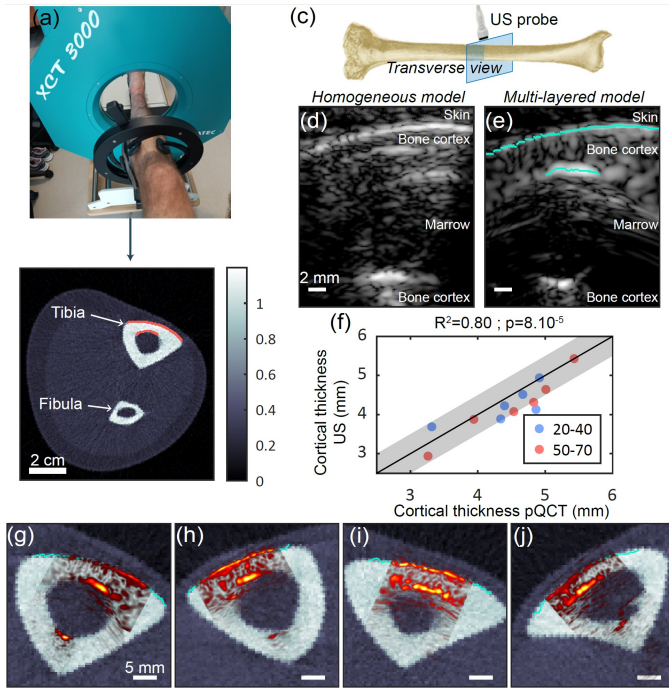 (a)
XCT 3000
ATEC
Tibia
Fibula
2 cm
1
0.8
0.6
0.4
0.2
0
(c)
US probe
Transverse view
Homogeneous model
Multi-layered model
(d)
Skin
Bone cortex
Marrow
2 mm
Bone cortex
(e)
Skin
Bone cortex
Marrow
Bone cortex
(f)
R²=0.80 ; p=8.10⁻⁵
Cortical thickness
US (mm)
6
5
4
3
20-40
50-70
3
4
5
6
Cortical thickness pQCT (mm)
(g)
5 mm
(h)
(i)
(j)